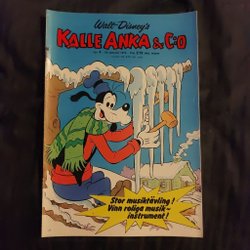 Walt Disney's
KALLE ANKA & C:O
Stor musiktävling!
Vinn roliga musik-
instrument!